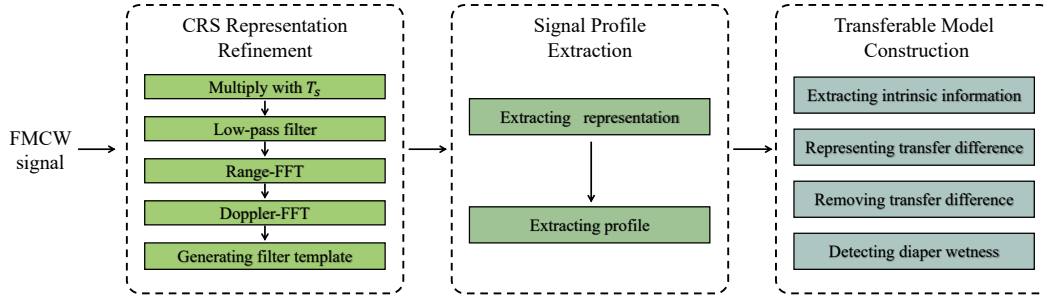 FMCW
signal
CRS Representation
Refinement
Multiply with Tₛ
Low-pass filter
Range-FFT
Doppler-FFT
Generating filter template
Signal Profile
Extraction
Extracting representation
Extracting profile
Transferable Model
Construction
Extracting intrinsic information
Representing transfer difference
Removing transfer difference
Detecting diaper wetness